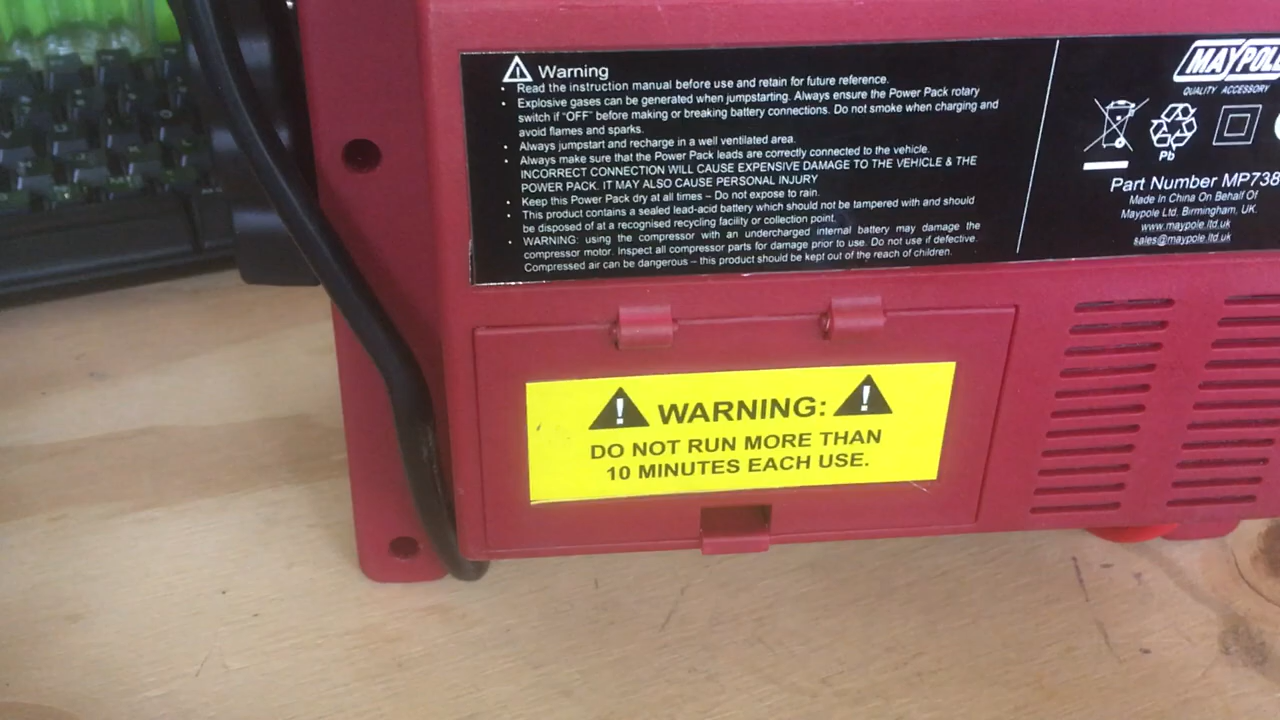 Warning
• Read the instruction manual before use and retain for future reference.
• Explosive gases can be generated when jumpstarting. Always ensure the Power Pack rotary
switch if "OFF" before making or breaking battery connections. Do not smoke when charging and
avoid flames and sparks.
• Always jumpstart and recharge in a well ventilated area.
• Always make sure that the Power Pack leads are correctly connected to the vehicle.
INCORRECT CONNECTION WILL CAUSE EXPENSIVE DAMAGE TO THE VEHICLE & THE
POWER PACK. IT MAY ALSO CAUSE PERSONAL INJURY
• Keep this Power Pack dry at all times – Do not expose to rain.
• This product contains a sealed lead-acid battery which should not be tampered with and should
be disposed of at a recognised recycling facility or collection point.
• WARNING: using the compressor with an undercharged internal battery may damage the
compressor motor. Inspect all compressor parts for damage prior to use. Do not use if defective.
Compressed air can be dangerous – this product should be kept out of the reach of children.
MAYPOLE
QUALITY ACCESSORY
Pb
Part Number MP738
Made In China On Behalf Of
Maypole Ltd, Birmingham, UK.
www.maypole.ltd.uk
sales@maypole.ltd.uk
WARNING:
DO NOT RUN MORE THAN
10 MINUTES EACH USE.